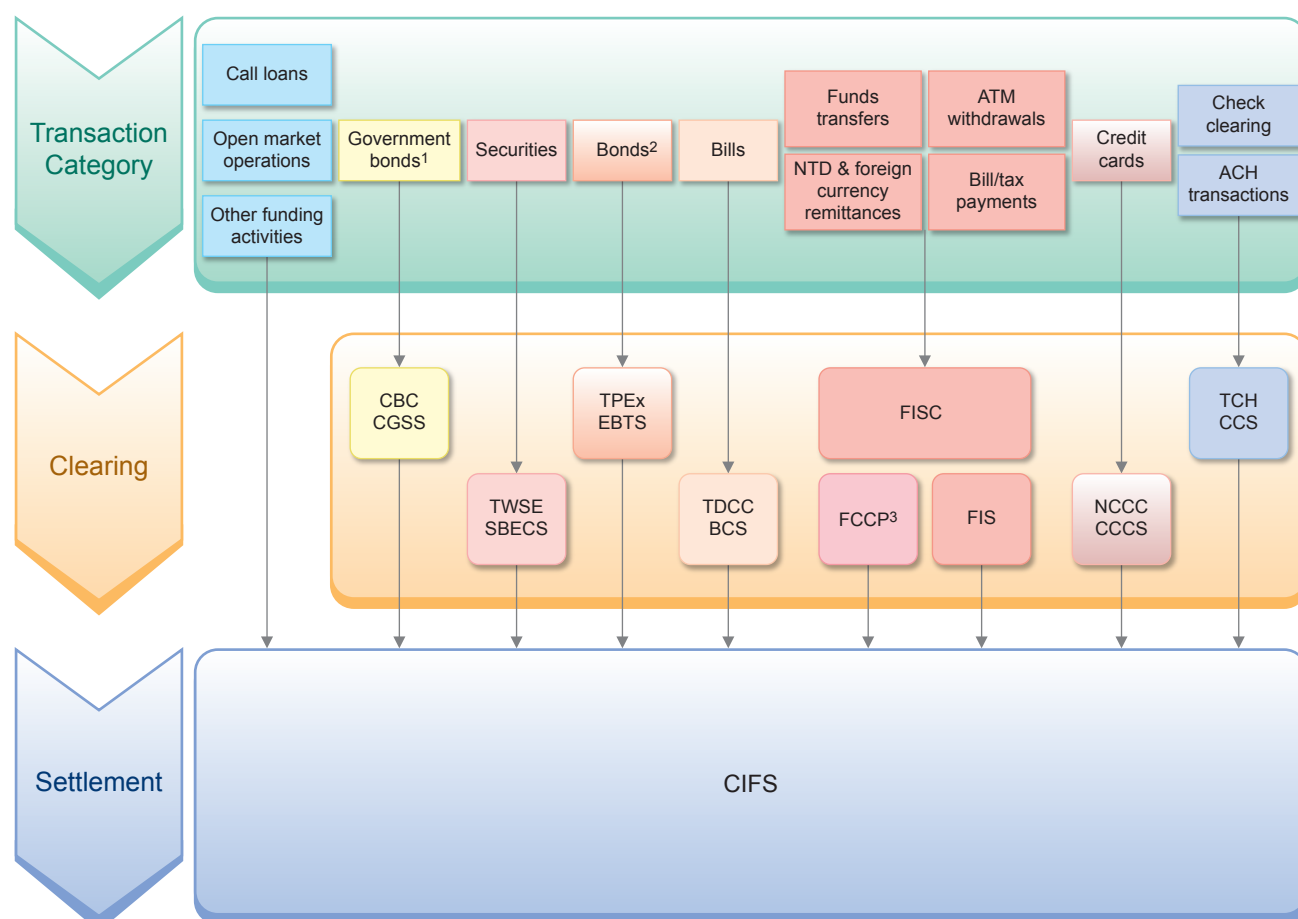 Transaction
Category
Call loans
Open market
operations
Other funding
activities
Government
bonds¹
Securities
Bonds²
Bills
Funds
transfers
ATM
withdrawals
NTD & foreign
currency
remittances
Bill/tax
payments
Credit
cards
Check
clearing
ACH
transactions
Clearing
CBC
CGSS
TWSE
SBECS
TPEx
EBTS
TDCC
BCS
FISC
FCCP³
FIS
NCCC
CCCS
TCH
CCS
Settlement
CIFS